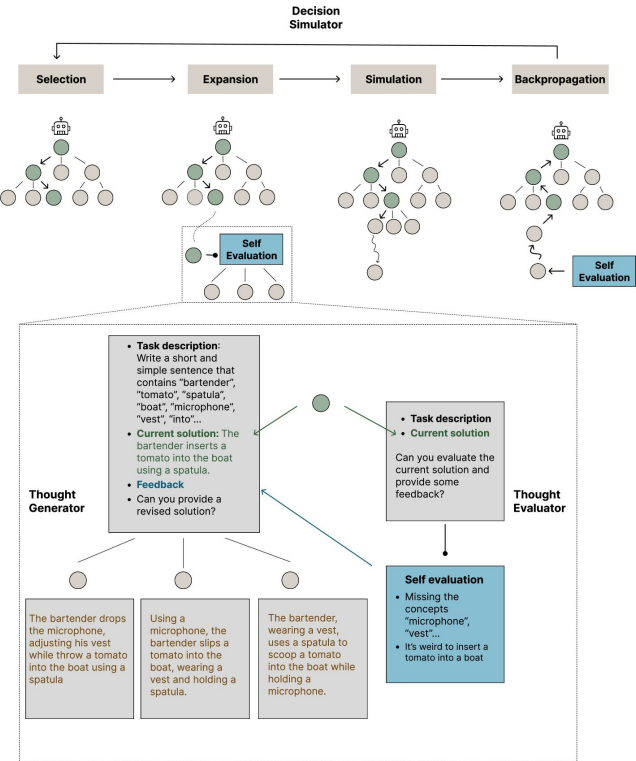 Decision
Simulator
Selection
Expansion
Simulation
Backpropagation
Self
Evaluation
Self
Evaluation
• Task description:
Write a short and
simple sentence that
contains "bartender",
"tomato", "spatula",
"boat", "microphone",
"vest", "into"...
• Current solution: The
bartender inserts a
tomato into the boat
using a spatula.
• Feedback
• Can you provide a
revised solution?
Thought
Generator
• Task description
• Current solution
Can you evaluate the
current solution and
provide some
feedback?
Thought
Evaluator
Self evaluation
• Missing the
concepts
"microphone",
"vest"...
• It's weird to insert a
tomato into a boat
The bartender drops
the microphone,
adjusting his vest
while throw a tomato
into the boat using a
spatula
Using a
microphone, the
bartender slips a
tomato into the
boat, wearing a
vest and holding a
spatula.
The bartender,
wearing a vest,
uses a spatula to
scoop a tomato
into the boat while
holding a
microphone.